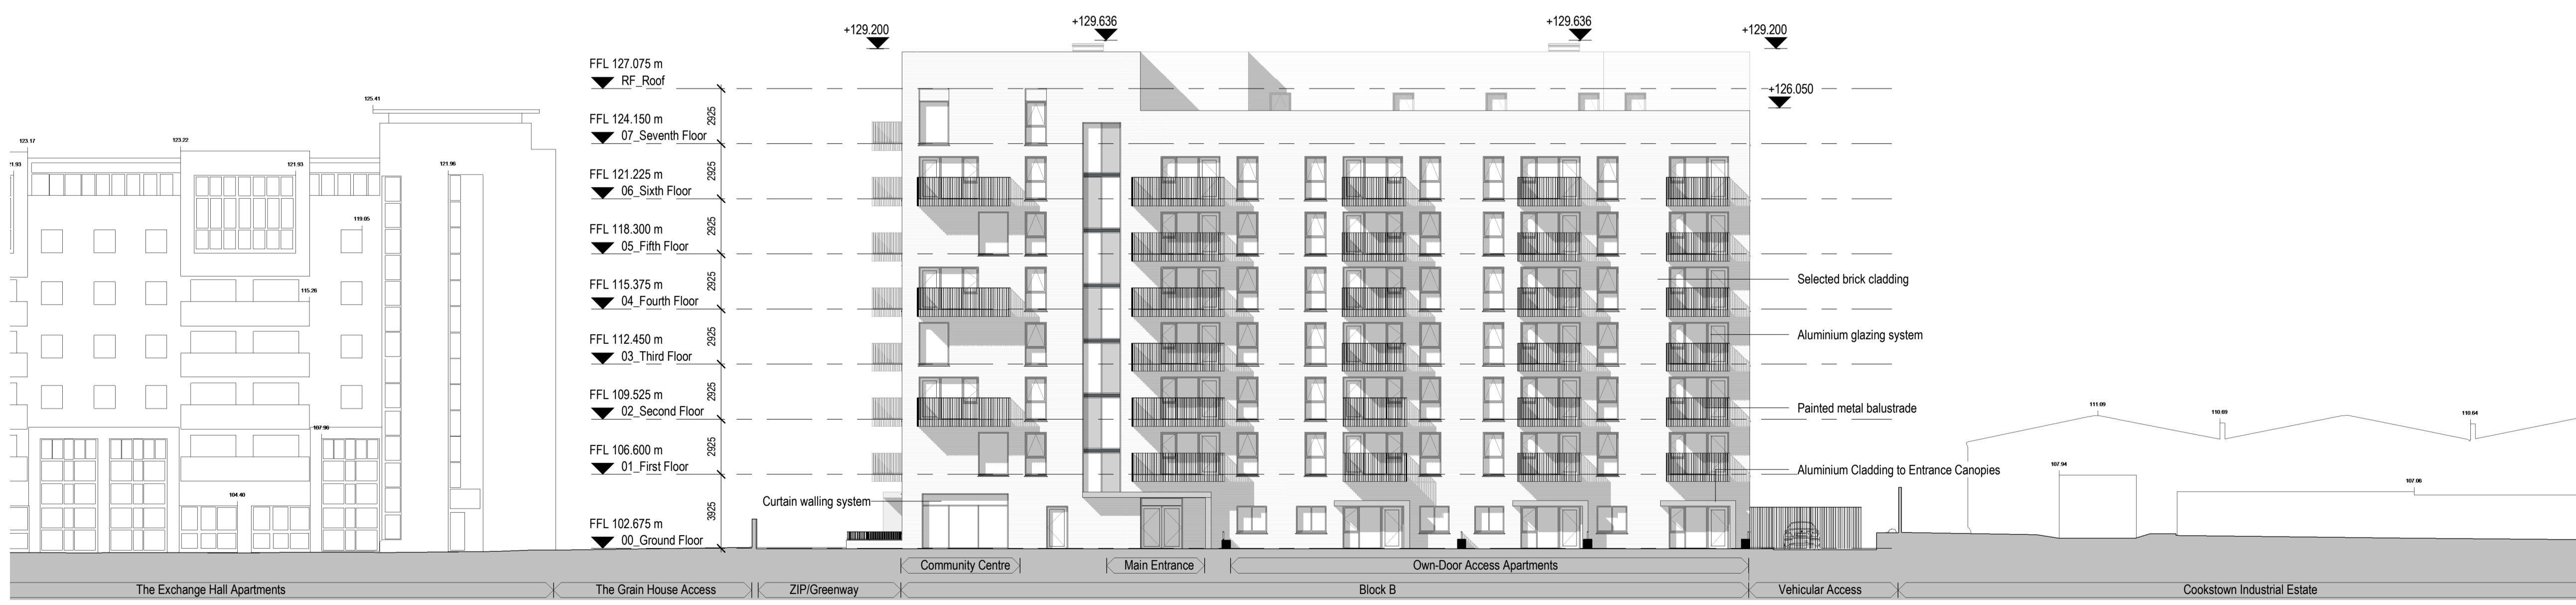 +129.636
+129.636
+129.200
+129.200
FFL 127.075 m
RF_Roof
+126.050
2925
125.41
FFL 124.150 m
07_Seventh Floor
123.17
123.22
121.93
121.96
2925
FFL 121.225 m
06_Sixth Floor
119.05
2925
FFL 118.300 m
05_Fifth Floor
2925
FFL 115.375 m
04_Fourth Floor
115.26
Selected brick cladding
2925
FFL 112.450 m
03_Third Floor
Aluminium glazing system
2925
FFL 109.525 m
02_Second Floor
Painted metal balustrade
111.09
110.69
110.64
107.96
2925
FFL 106.600 m
01_First Floor
Aluminium Cladding to Entrance Canopies
107.94
107.06
104.40
Curtain walling system
3925
FFL 102.675 m
00_Ground Floor
Community Centre
Main Entrance
Own-Door Access Apartments
The Exchange Hall Apartments
The Grain House Access
ZIP/Greenway
Block B
Vehicular Access
Cookstown Industrial Estate